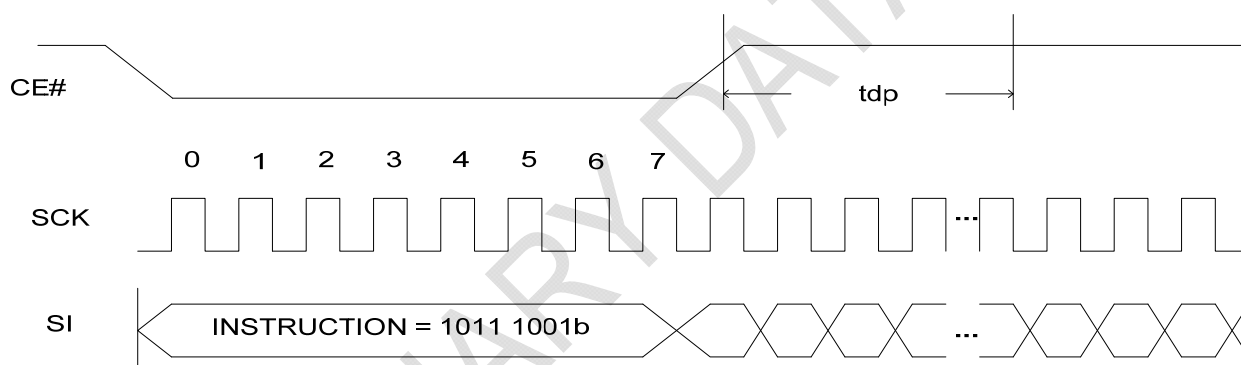 CE#
tdp
0 1 2 3 4 5 6 7
SCK
...
SI
INSTRUCTION = 1011 1001b
...